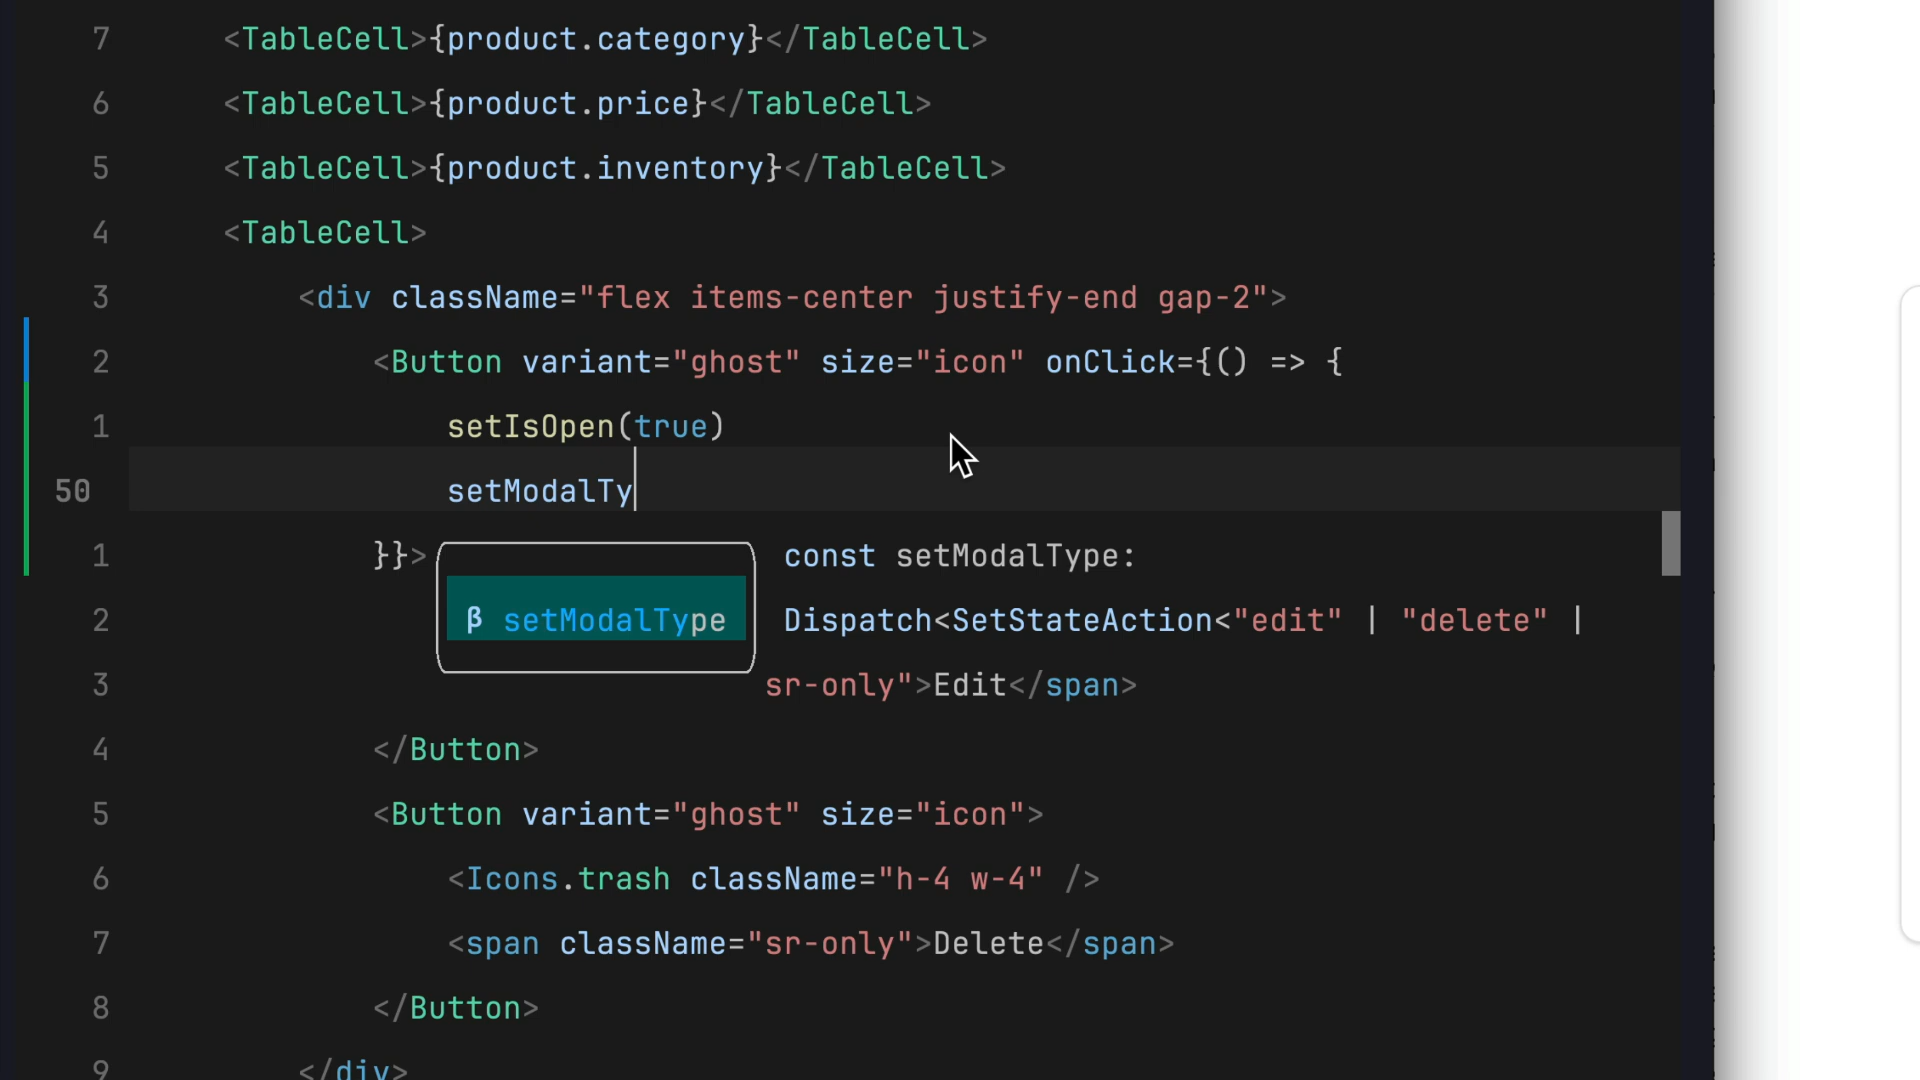 7 <TableCell>{product.category}</TableCell>
6 <TableCell>{product.price}</TableCell>
5 <TableCell>{product.inventory}</TableCell>
4 <TableCell>
3 <div className="flex items-center justify-end gap-2">
2 <Button variant="ghost" size="icon" onClick={() => {
1 setIsOpen(true)
50 setModalTy
1 }}> const setModalType:
2 β setModalType Dispatch<SetStateAction<"edit" | "delete" |
3 sr-only">Edit</span>
4 </Button>
5 <Button variant="ghost" size="icon">
6 <Icons.trash className="h-4 w-4" />
7 <span className="sr-only">Delete</span>
8 </Button>
9 </div>